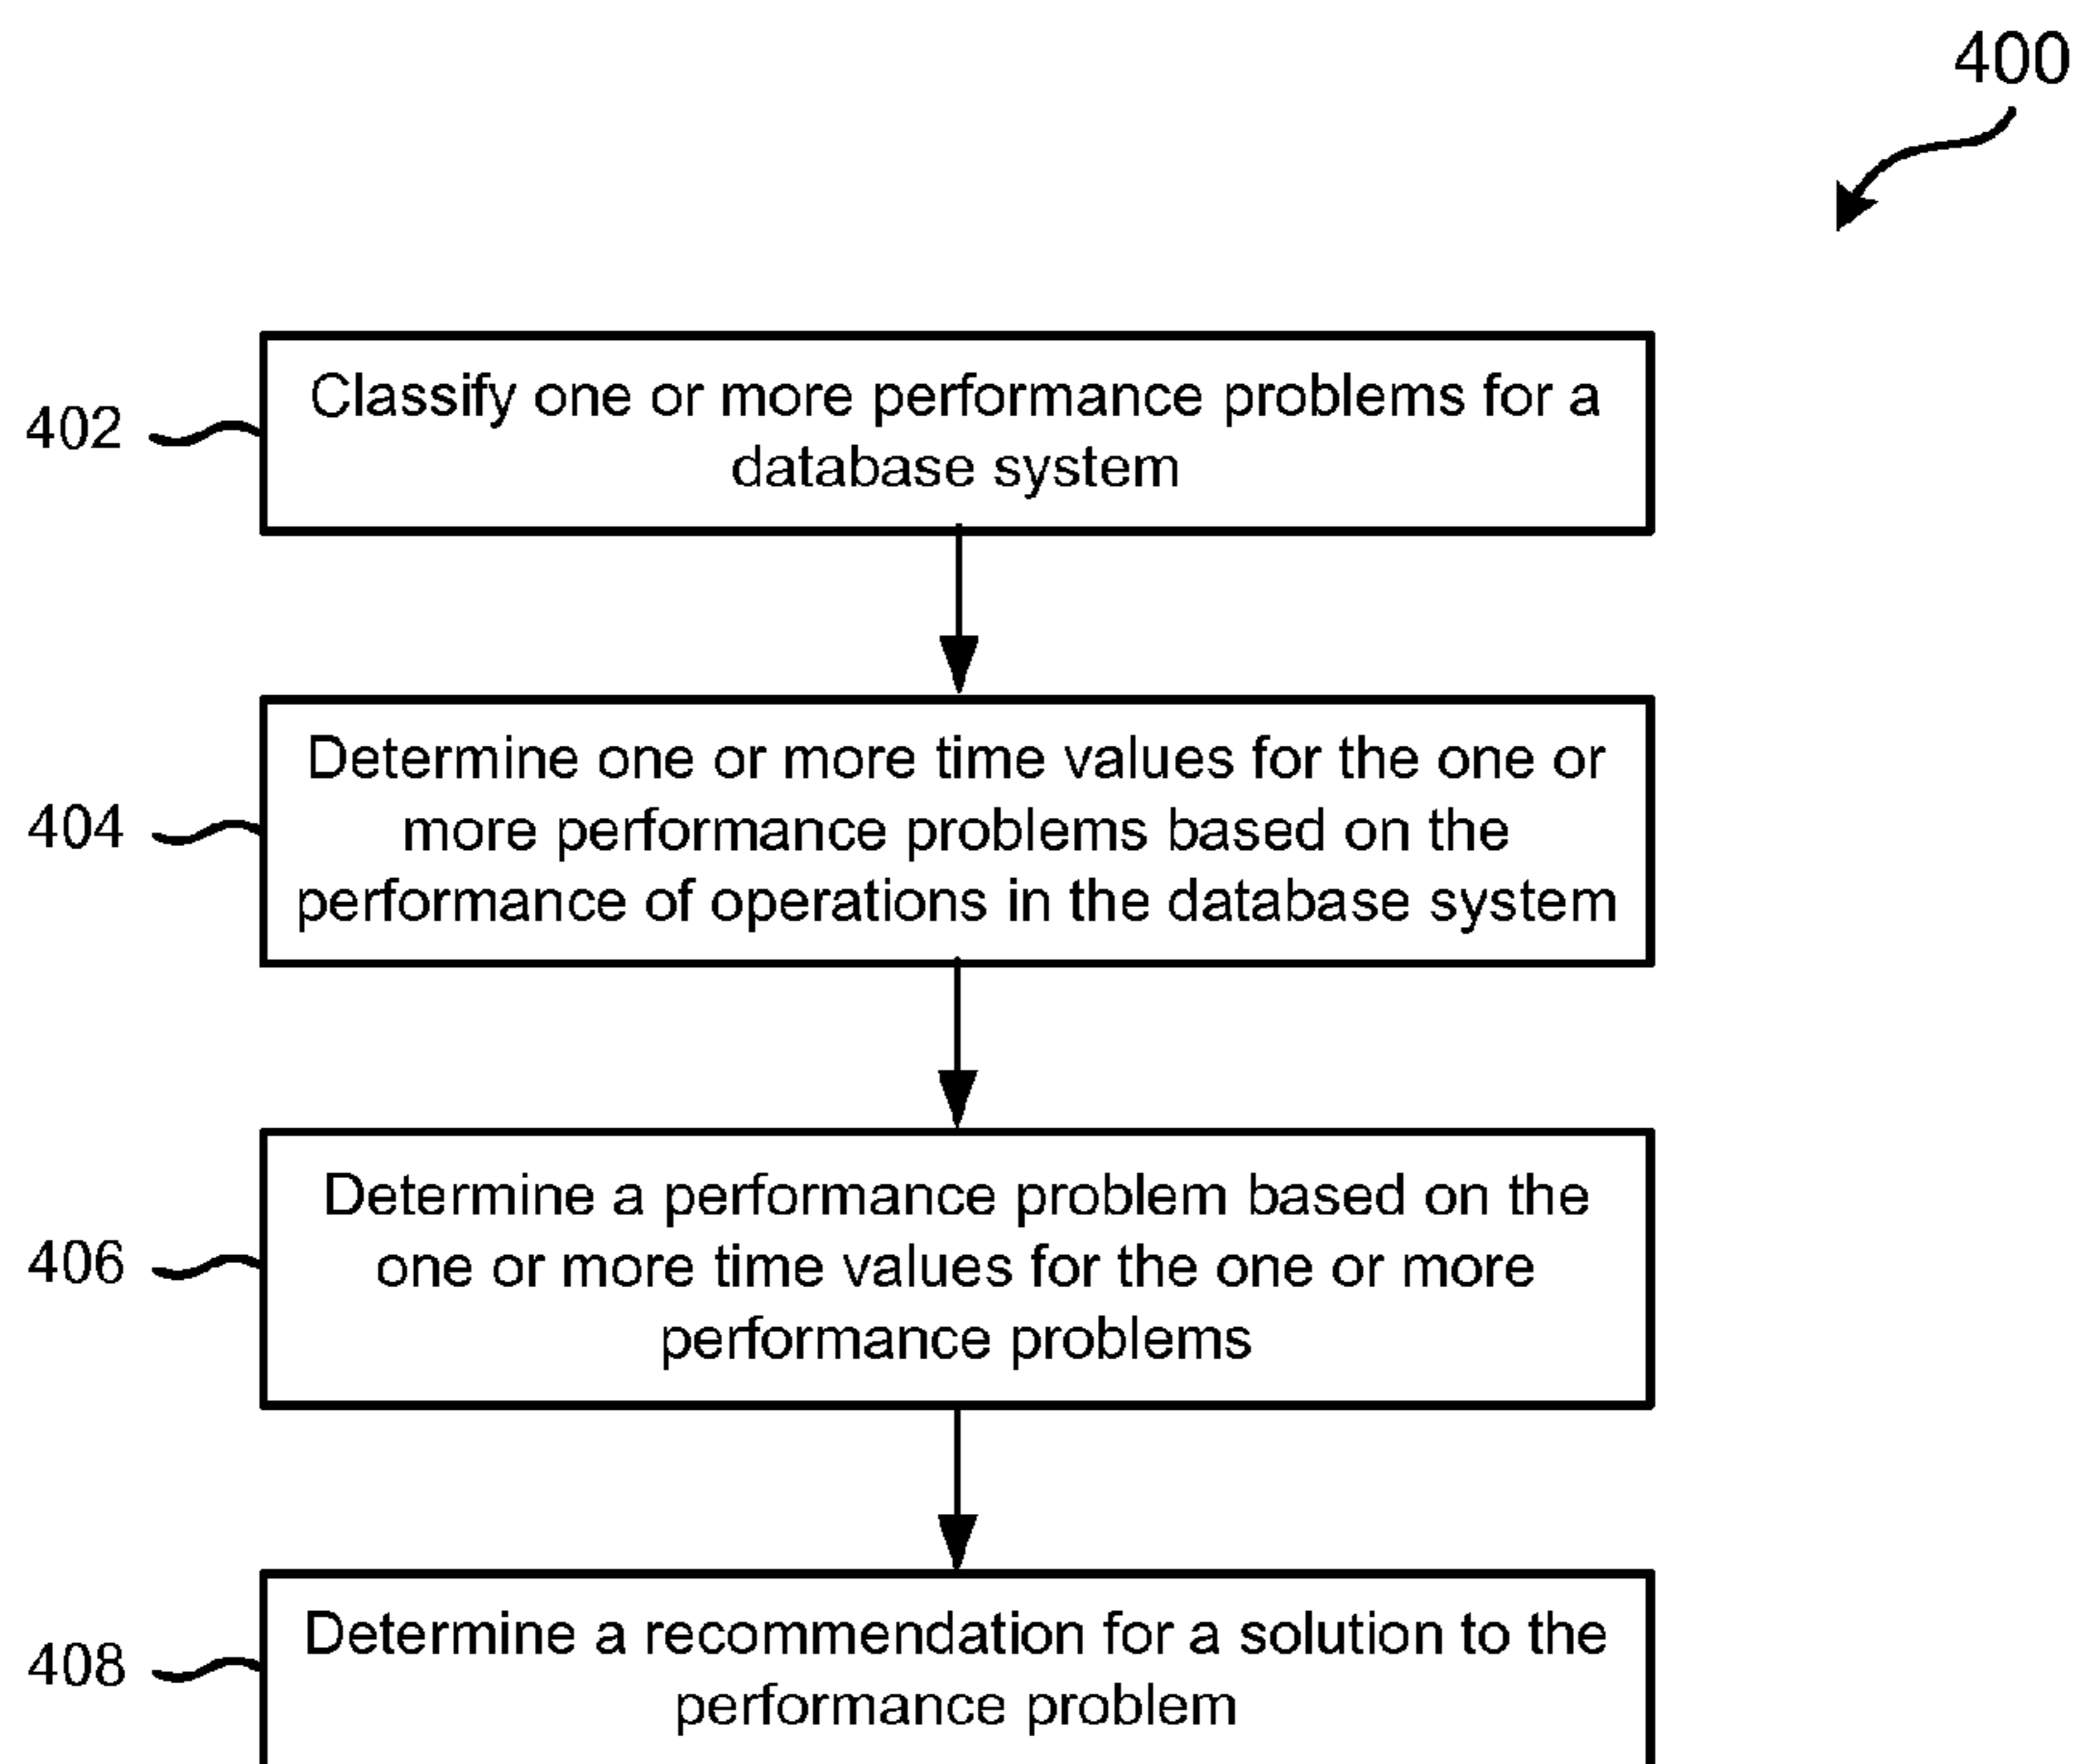 400
402
Classify one or more performance problems for a
database system
404
Determine one or more time values for the one or
more performance problems based on the
performance of operations in the database system
406
Determine a performance problem based on the
one or more time values for the one or more
performance problems
408
Determine a recommendation for a solution to the
performance problem